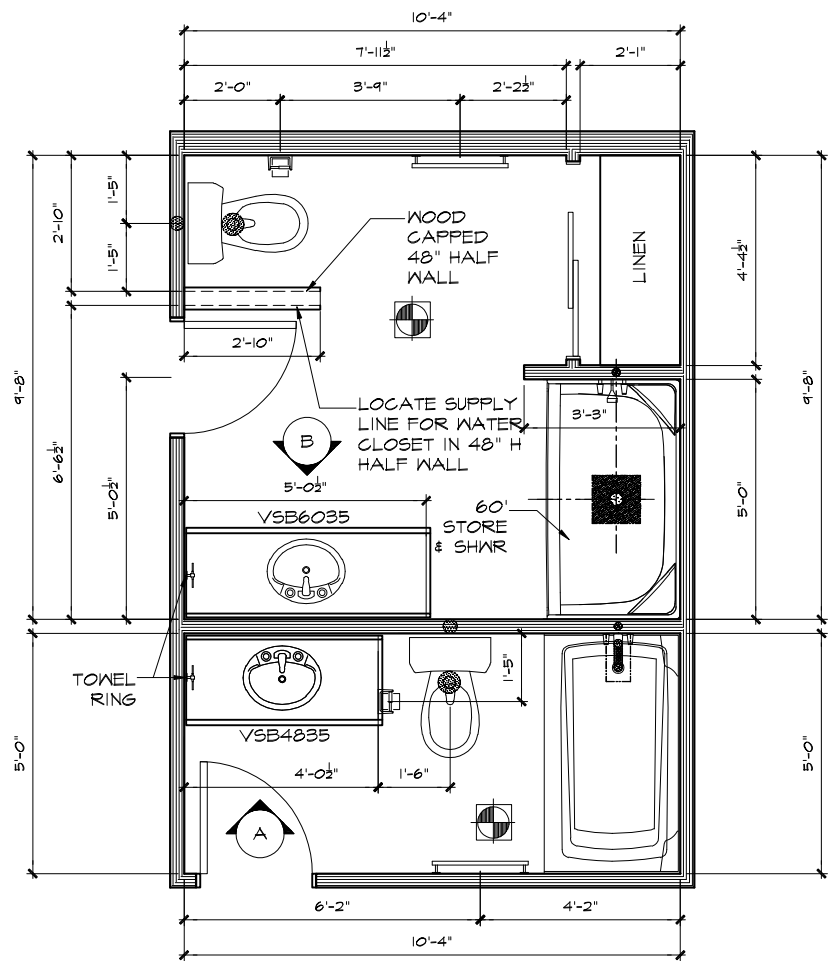 10'-4"
7'-11½"
2'-1"
2'-0"
3'-9"
2'-2½"
1'-5"
2'-10"
1'-5"
WOOD
CAPPED
48" HALF
WALL
LINEN
4'-4½"
2'-10"
9'-8"
9'-8"
6'-6½"
5'-0½"
LOCATE SUPPLY
LINE FOR WATER
CLOSET IN 48" H
HALF WALL
3'-3"
B
5'-0½"
VSB6035
60'
STORE
& SHWR
5'-0"
TOWEL
RING
1'-5"
VSB4835
5'-0"
4'-0½"
1'-6"
5'-0"
A
6'-2"
4'-2"
10'-4"